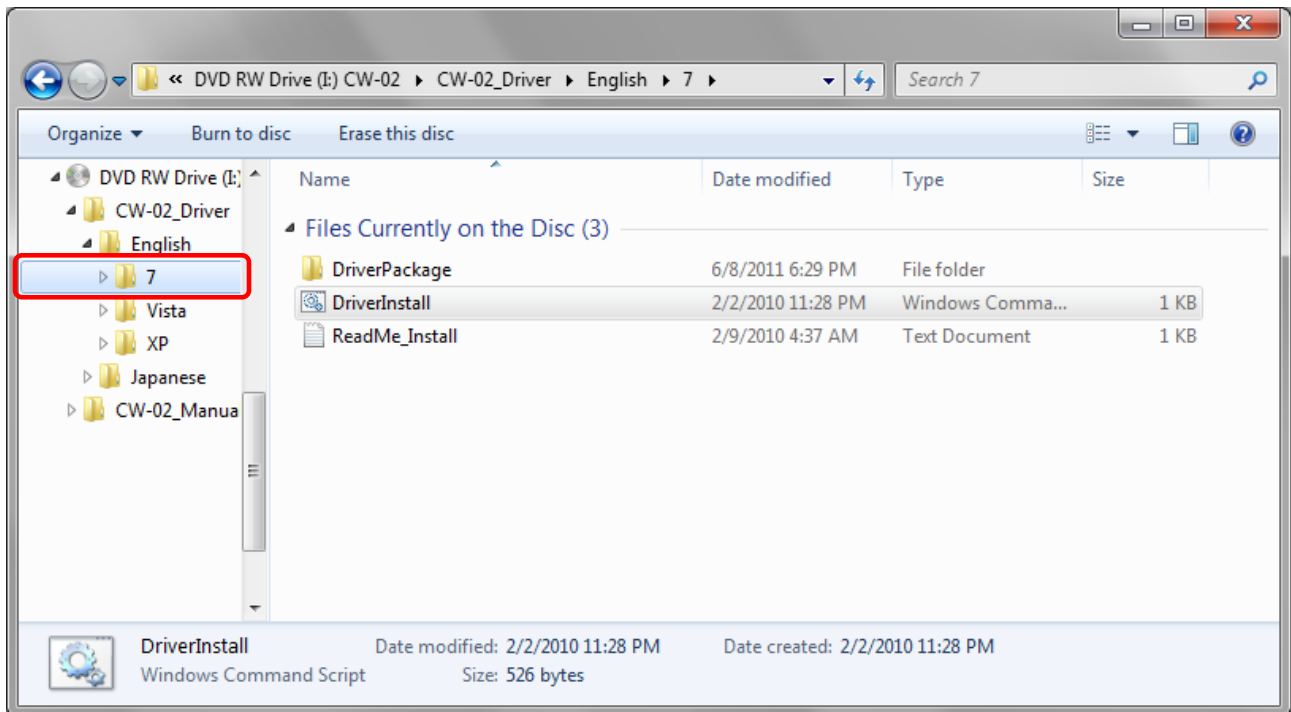 « DVD RW Drive (I:) CW-02 CW-02_Driver English 7 Search 7
Organize Burn to disc Erase this disc
DVD RW Drive (I:)
CW-02_Driver
English
7
Vista
XP
Japanese
CW-02_Manua
Name Date modified Type Size
Files Currently on the Disc (3)
DriverPackage 6/8/2011 6:29 PM File folder
DriverInstall 2/2/2010 11:28 PM Windows Comma... 1 KB
ReadMe_Install 2/9/2010 4:37 AM Text Document 1 KB
DriverInstall Date modified: 2/2/2010 11:28 PM Date created: 2/2/2010 11:28 PM
Windows Command Script Size: 526 bytes